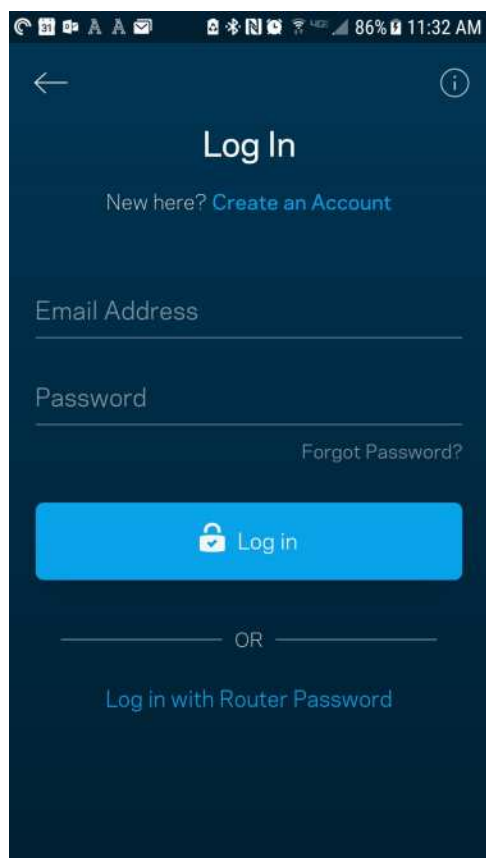 31 86% 11:32 AM
Log In
New here? Create an Account
Email Address
Password
Forgot Password?
Log in
OR
Log in with Router Password